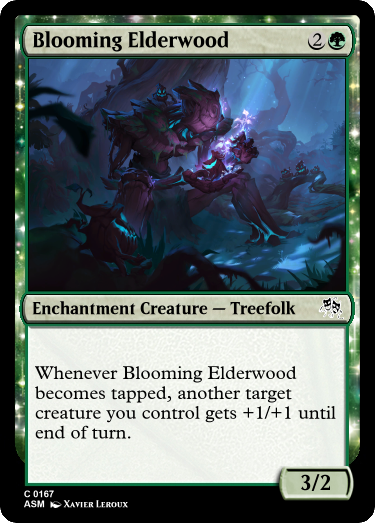 Blooming Elderwood 2
Enchantment Creature — Treefolk
Whenever Blooming Elderwood
becomes tapped, another target
creature you control gets +1/+1 until
end of turn.
3/2
C 0167
ASM Xavier Leroux